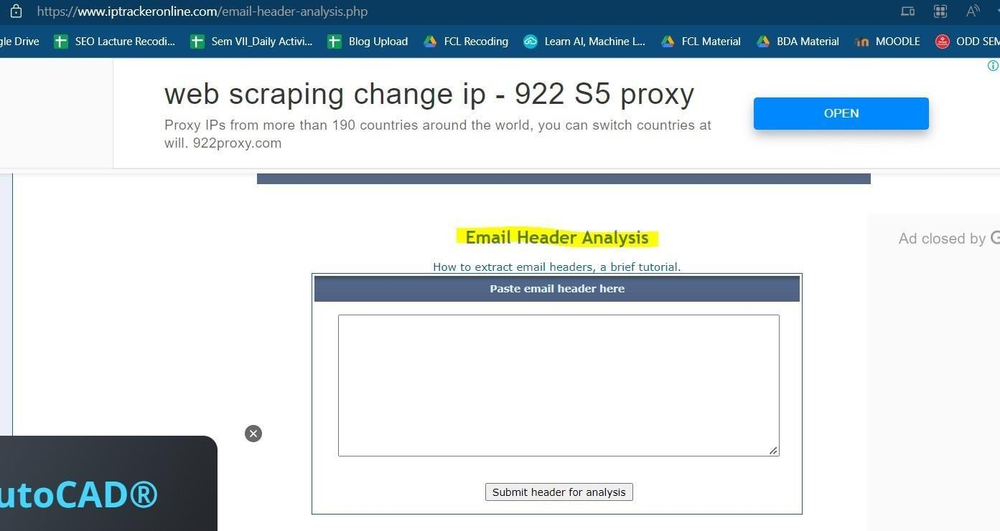 https://www.iptrackeronline.com/email-header-analysis.php
gle Drive SEO Lacture Recodi... Sem VII_Daily Activi... Blog Upload FCL Recoding Learn AI, Machine L... FCL Material BDA Material MOODLE ODD SEM
web scraping change ip - 922 S5 proxy
Proxy IPs from more than 190 countries around the world, you can switch countries at
will. 922proxy.com
OPEN
Email Header Analysis
Ad closed by G
How to extract email headers, a brief tutorial.
Paste email header here
Submit header for analysis
utoCAD®